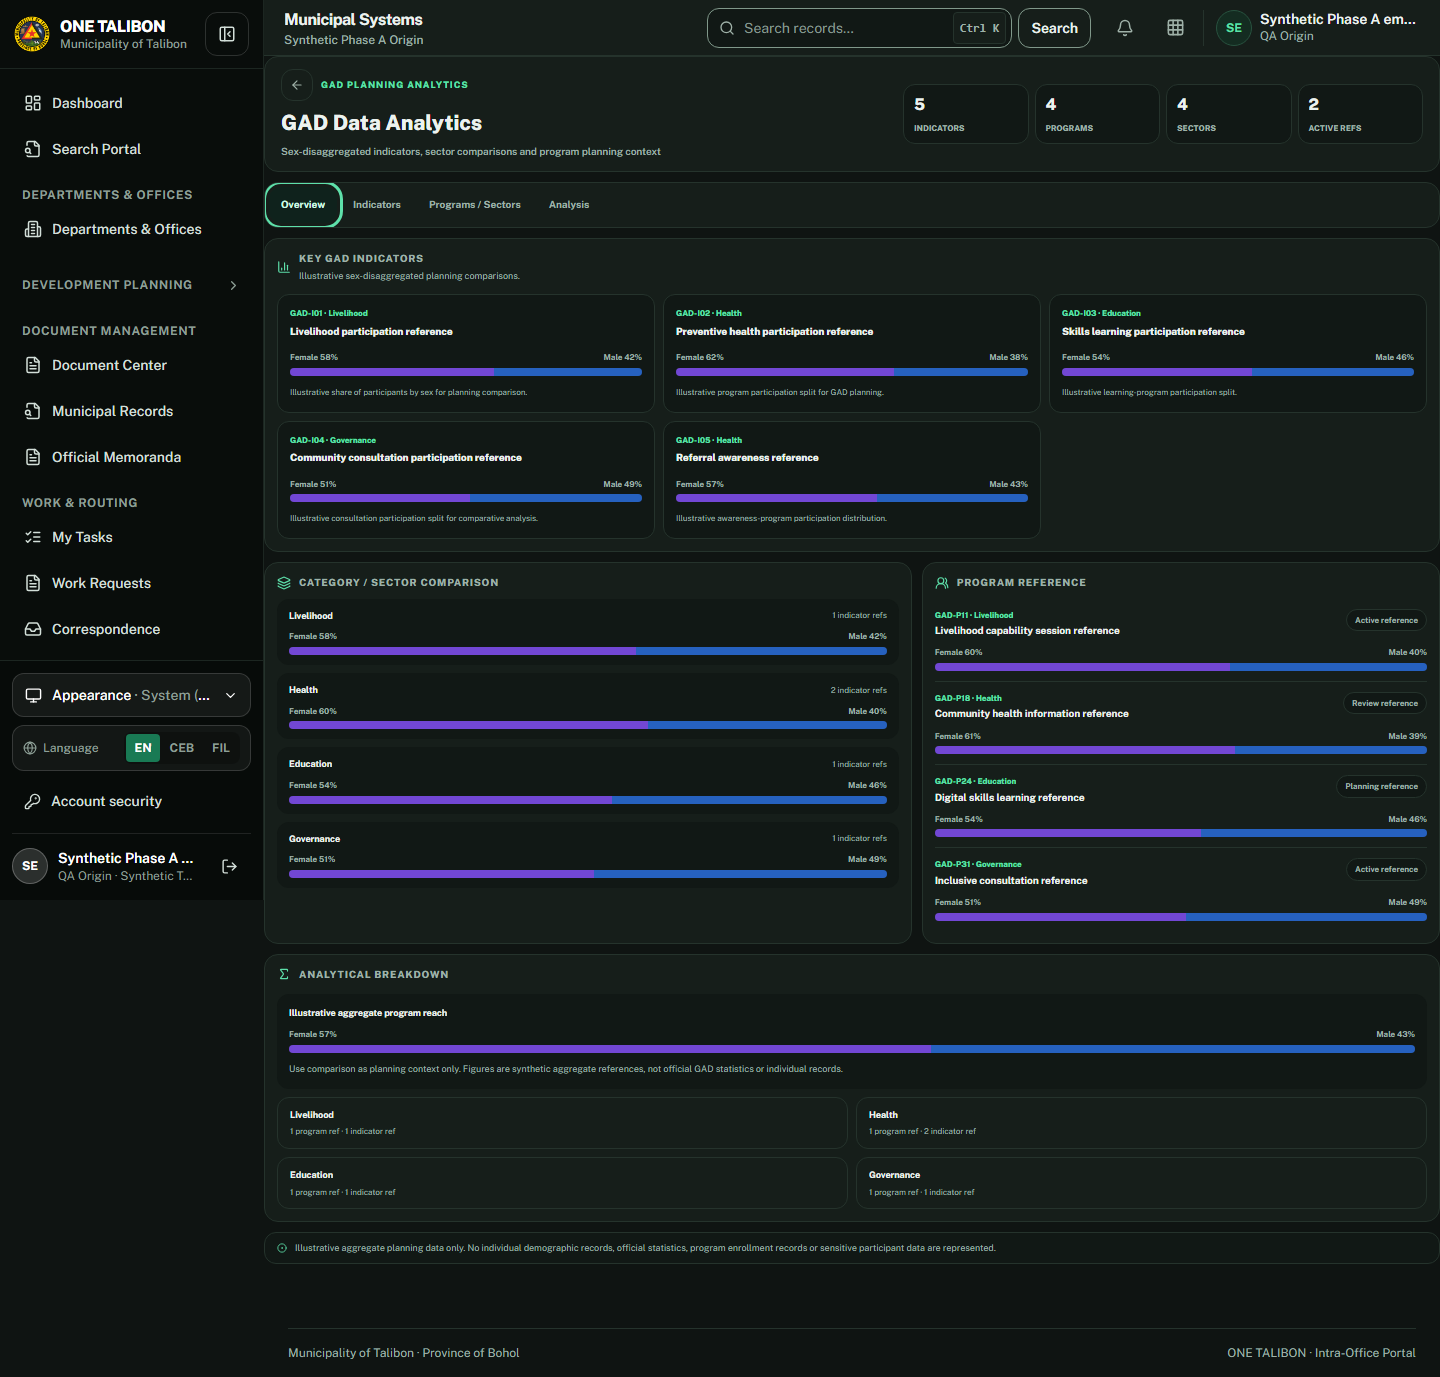 ONE TALIBON
Municipality of Talibon
Dashboard
Search Portal
DEPARTMENTS & OFFICES
Departments & Offices
DEVELOPMENT PLANNING
DOCUMENT MANAGEMENT
Document Center
Municipal Records
Official Memoranda
WORK & ROUTING
My Tasks
Work Requests
Correspondence
Appearance · System (...
Language EN CEB FIL
Account security
SE
Synthetic Phase A ...
QA Origin · Synthetic T...
Municipal Systems
Synthetic Phase A Origin
Search records... Ctrl K
Search
SE
Synthetic Phase A em...
QA Origin
GAD PLANNING ANALYTICS
GAD Data Analytics
Sex-disaggregated indicators, sector comparisons and program planning context
5
INDICATORS
4
PROGRAMS
4
SECTORS
2
ACTIVE REFS
Overview Indicators Programs / Sectors Analysis
KEY GAD INDICATORS
Illustrative sex-disaggregated planning comparisons.
GAD-I01 · Livelihood
Livelihood participation reference
Female 58% Male 42%
Illustrative share of participants by sex for planning comparison.
GAD-I02 · Health
Preventive health participation reference
Female 62% Male 38%
Illustrative program participation split for GAD planning.
GAD-I03 · Education
Skills learning participation reference
Female 54% Male 46%
Illustrative learning-program participation split.
GAD-I04 · Governance
Community consultation participation reference
Female 51% Male 49%
Illustrative consultation participation split for comparative analysis.
GAD-I05 · Health
Referral awareness reference
Female 57% Male 43%
Illustrative awareness-program participation distribution.
CATEGORY / SECTOR COMPARISON
Livelihood 1 indicator refs
Female 58% Male 42%
Health 2 indicator refs
Female 60% Male 40%
Education 1 indicator refs
Female 54% Male 46%
Governance 1 indicator refs
Female 51% Male 49%
PROGRAM REFERENCE
GAD-P11 · Livelihood
Livelihood capability session reference
Active reference
Female 60% Male 40%
GAD-P18 · Health
Community health information reference
Review reference
Female 61% Male 39%
GAD-P24 · Education
Digital skills learning reference
Planning reference
Female 54% Male 46%
GAD-P31 · Governance
Inclusive consultation reference
Active reference
Female 51% Male 49%
ANALYTICAL BREAKDOWN
Illustrative aggregate program reach
Female 57% Male 43%
Use comparison as planning context only. Figures are synthetic aggregate references, not official GAD statistics or individual records.
Livelihood
1 program ref · 1 indicator ref
Health
1 program ref · 2 indicator ref
Education
1 program ref · 1 indicator ref
Governance
1 program ref · 1 indicator ref
Illustrative aggregate planning data only. No individual demographic records, official statistics, program enrollment records or sensitive participant data are represented.
Municipality of Talibon · Province of Bohol
ONE TALIBON · Intra-Office Portal